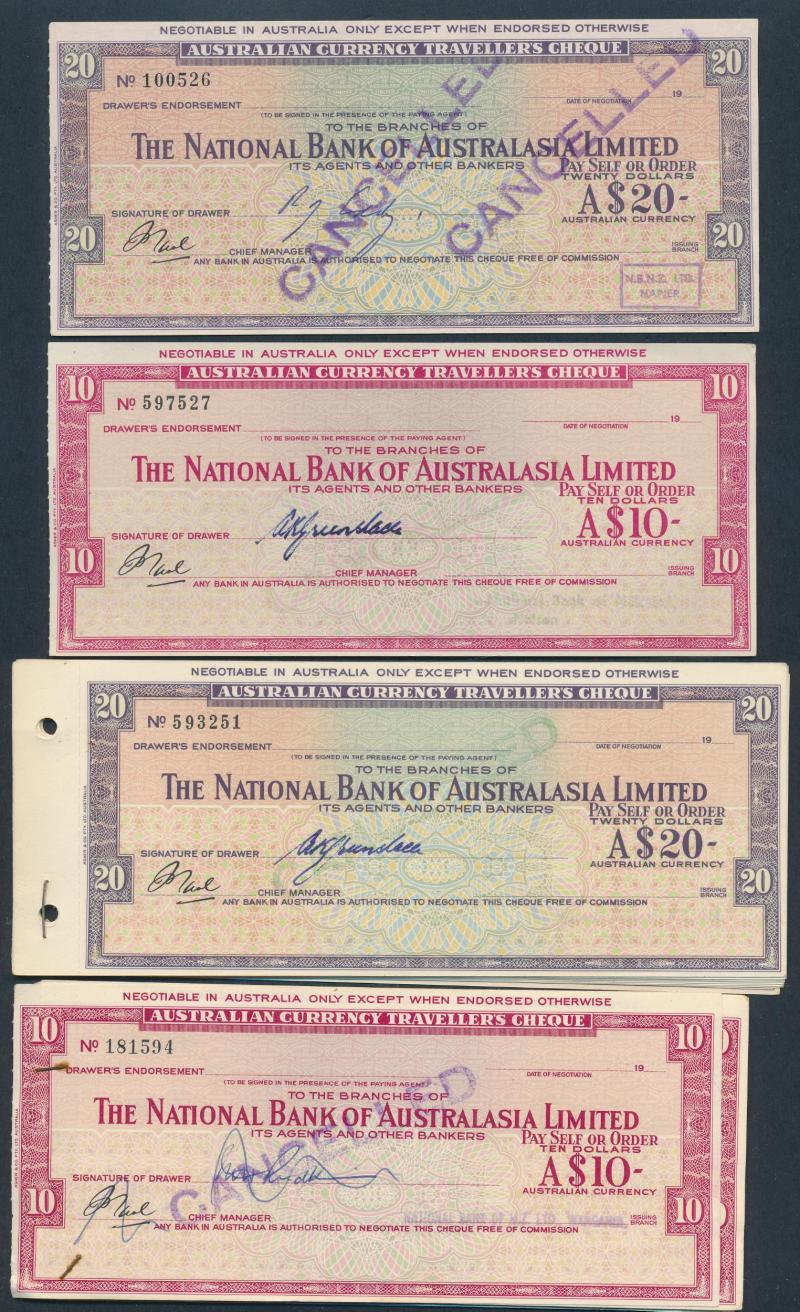 NEGOTIABLE IN AUSTRALIA ONLY EXCEPT WHEN ENDORSED OTHERWISE
AUSTRALIAN CURRENCY TRAVELLER'S CHEQUE
20 20
Nº 100526
19
DRAWER'S ENDORSEMENT DATE OF NEGOTIATION
(TO BE SIGNED IN THE PRESENCE OF THE PAYING AGENT)
TO THE BRANCHES OF
THE NATIONAL BANK OF AUSTRALASIA LIMITED
ITS AGENTS AND OTHER BANKERS PAY SELF OR ORDER
TWENTY DOLLARS
A$20-
SIGNATURE OF DRAWER AUSTRALIAN CURRENCY
20 20
CHIEF MANAGER ISSUING BRANCH
ANY BANK IN AUSTRALIA IS AUTHORISED TO NEGOTIATE THIS CHEQUE FREE OF COMMISSION
CANCELLED
CANCELLED
N.B.N.Z. LTD.
NAPIER
NEGOTIABLE IN AUSTRALIA ONLY EXCEPT WHEN ENDORSED OTHERWISE
AUSTRALIAN CURRENCY TRAVELLER'S CHEQUE
10 10
Nº 597527
19
DRAWER'S ENDORSEMENT DATE OF NEGOTIATION
(TO BE SIGNED IN THE PRESENCE OF THE PAYING AGENT)
TO THE BRANCHES OF
THE NATIONAL BANK OF AUSTRALASIA LIMITED
ITS AGENTS AND OTHER BANKERS PAY SELF OR ORDER
TEN DOLLARS
A$10-
SIGNATURE OF DRAWER AUSTRALIAN CURRENCY
10 10
CHIEF MANAGER ISSUING BRANCH
ANY BANK IN AUSTRALIA IS AUTHORISED TO NEGOTIATE THIS CHEQUE FREE OF COMMISSION
NEGOTIABLE IN AUSTRALIA ONLY EXCEPT WHEN ENDORSED OTHERWISE
AUSTRALIAN CURRENCY TRAVELLER'S CHEQUE
20 20
Nº 593251
19
DRAWER'S ENDORSEMENT DATE OF NEGOTIATION
(TO BE SIGNED IN THE PRESENCE OF THE PAYING AGENT)
TO THE BRANCHES OF
THE NATIONAL BANK OF AUSTRALASIA LIMITED
ITS AGENTS AND OTHER BANKERS PAY SELF OR ORDER
TWENTY DOLLARS
A$20-
SIGNATURE OF DRAWER AUSTRALIAN CURRENCY
20 20
CHIEF MANAGER ISSUING BRANCH
ANY BANK IN AUSTRALIA IS AUTHORISED TO NEGOTIATE THIS CHEQUE FREE OF COMMISSION
NEGOTIABLE IN AUSTRALIA ONLY EXCEPT WHEN ENDORSED OTHERWISE
AUSTRALIAN CURRENCY TRAVELLER'S CHEQUE
10 10
Nº 181594
19
DRAWER'S ENDORSEMENT DATE OF NEGOTIATION
(TO BE SIGNED IN THE PRESENCE OF THE PAYING AGENT)
TO THE BRANCHES OF
THE NATIONAL BANK OF AUSTRALASIA LIMITED
ITS AGENTS AND OTHER BANKERS PAY SELF OR ORDER
TEN DOLLARS
A$10-
SIGNATURE OF DRAWER AUSTRALIAN CURRENCY
10 10
CHIEF MANAGER ISSUING BRANCH
ANY BANK IN AUSTRALIA IS AUTHORISED TO NEGOTIATE THIS CHEQUE FREE OF COMMISSION
CANCELLED
NATIONAL BANK OF N.Z. LTD.